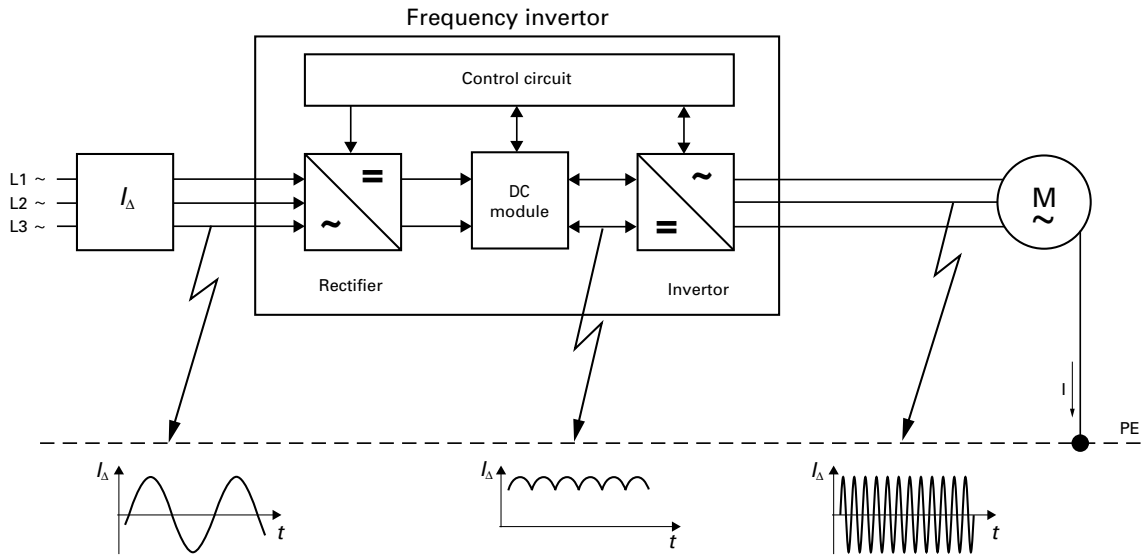 Frequency invertor
Control circuit
L1 ~
L2 ~
L3 ~
IΔ
=
~
DC
module
~
=
M
~
Rectifier
Invertor
I
PE
IΔ
t
IΔ
t
IΔ
t